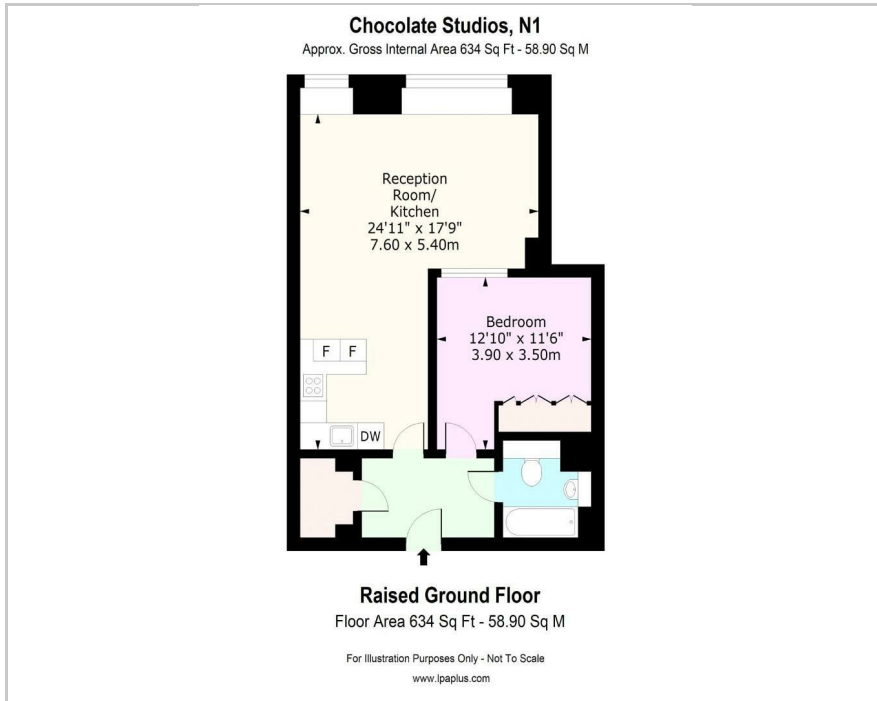 Chocolate Studios, N1
Approx. Gross Internal Area 634 Sq Ft - 58.90 Sq M
Reception
Room/
Kitchen
24'11" x 17'9"
7.60 x 5.40m
Bedroom
12'10" x 11'6"
3.90 x 3.50m
F F
DW
Raised Ground Floor
Floor Area 634 Sq Ft - 58.90 Sq M
For Illustration Purposes Only - Not To Scale
www.lpaplus.com